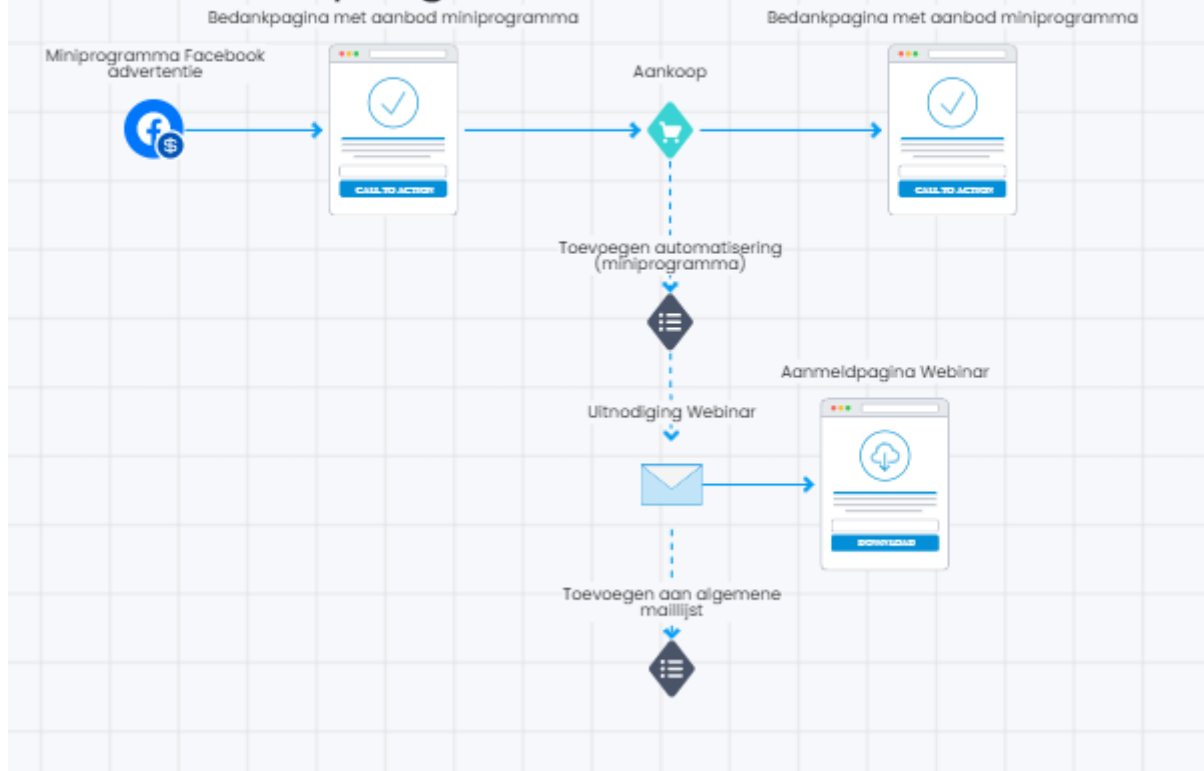 Bedankpagina met aanbod miniprogramma
Bedankpagina met aanbod miniprogramma
Miniprogramma Facebook
advertentie
Aankoop
CALL TO ACTION
CALL TO ACTION
Toevoegen automatisering
(miniprogramma)
Aanmeldpagina Webinar
Uitnodiging Webinar
DOWNLOAD
Toevoegen aan algemene
maillijst